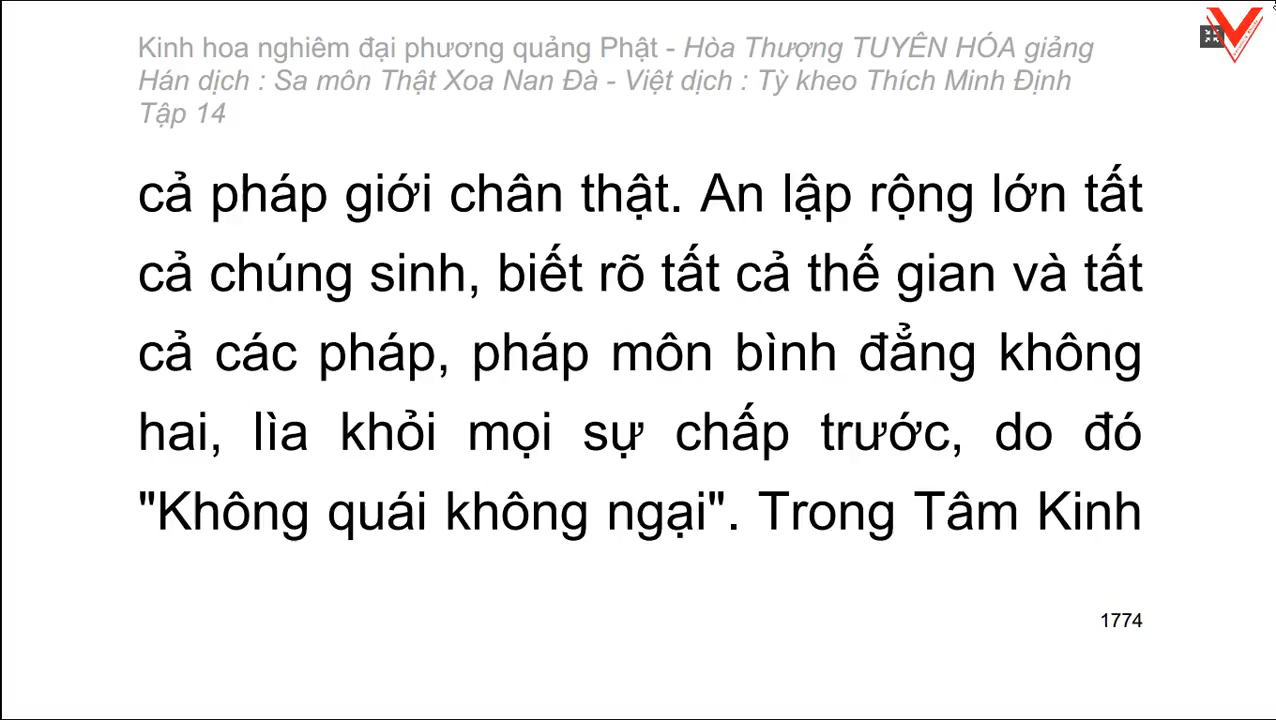 Kinh hoa nghiêm đại phương quảng Phật - Hòa Thượng TUYÊN HÓA giảng
Hán dịch : Sa môn Thật Xoa Nan Đà - Việt dịch : Tỳ kheo Thích Minh Định
Tập 14
cả pháp giới chân thật. An lập rộng lớn tất
cả chúng sinh, biết rõ tất cả thế gian và tất
cả các pháp, pháp môn bình đẳng không
hai, lìa khỏi mọi sự chấp trước, do đó
"Không quái không ngại". Trong Tâm Kinh
1774